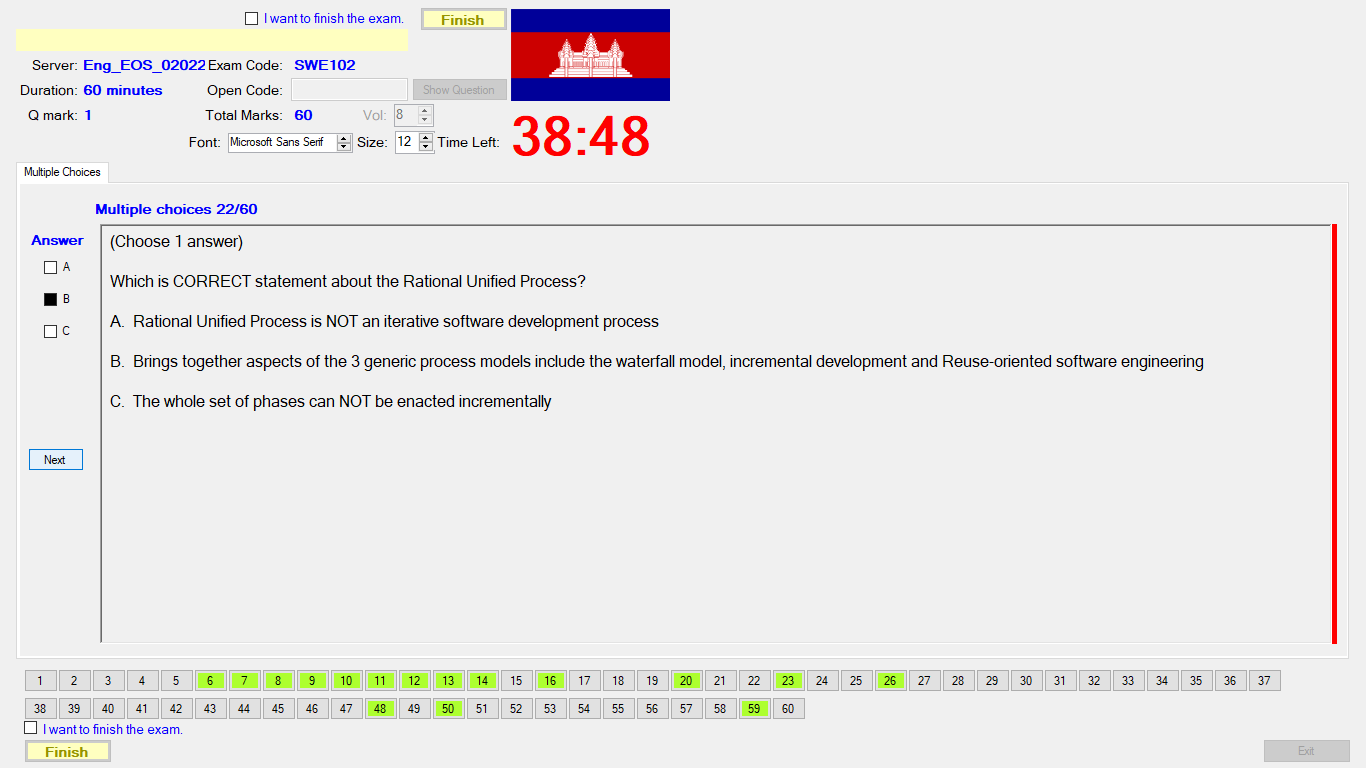 I want to finish the exam.
Finish
Server: Eng_EOS_02022 Exam Code: SWE102
Duration: 60 minutes Open Code: Show Question
Q mark: 1 Total Marks: 60 Vol: 8
Font: Microsoft Sans Serif Size: 12 Time Left: 38:48
Multiple Choices
Multiple choices 22/60
Answer
A
B
C
Next
(Choose 1 answer)
Which is CORRECT statement about the Rational Unified Process?
A. Rational Unified Process is NOT an iterative software development process
B. Brings together aspects of the 3 generic process models include the waterfall model, incremental development and Reuse-oriented software engineering
C. The whole set of phases can NOT be enacted incrementally
1 2 3 4 5 6 7 8 9 10 11 12 13 14 15 16 17 18 19 20 21 22 23 24 25 26 27 28 29 30 31 32 33 34 35 36 37
38 39 40 41 42 43 44 45 46 47 48 49 50 51 52 53 54 55 56 57 58 59 60
I want to finish the exam.
Finish
Exit